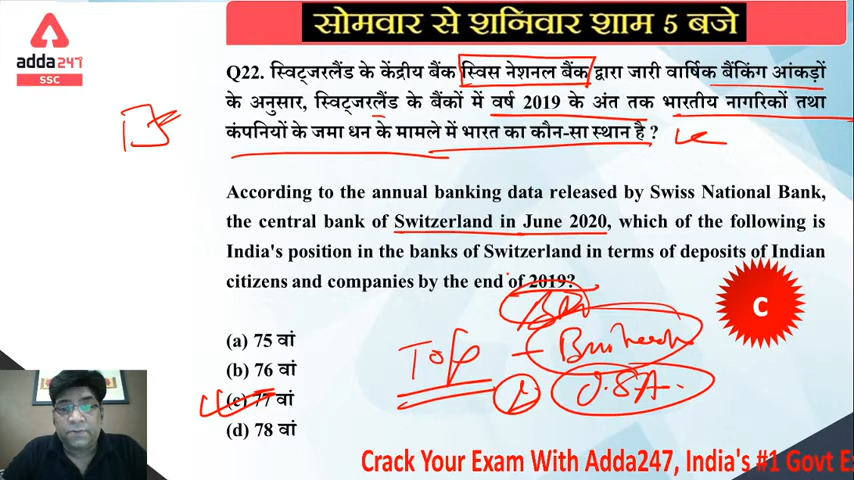 सोमवार से शनिवार शाम 5 बजे
adda247
SSC
Q22. स्विट्जरलैंड के केंद्रीय बैंक स्विस नेशनल बैंक द्वारा जारी वार्षिक बैंकिंग आंकड़ों
के अनुसार, स्विट्जरलैंड के बैंकों में वर्ष 2019 के अंत तक भारतीय नागरिकों तथा
कंपनियों के जमा धन के मामले में भारत का कौन-सा स्थान है ?
According to the annual banking data released by Swiss National Bank,
the central bank of Switzerland in June 2020, which of the following is
India's position in the banks of Switzerland in terms of deposits of Indian
citizens and companies by the end of 2019?
C
(a) 75 वां
(b) 76 वां
(c) 77 वां
(d) 78 वां
Top
U.S.A.
Crack Your Exam With Adda247, India's #1 Govt